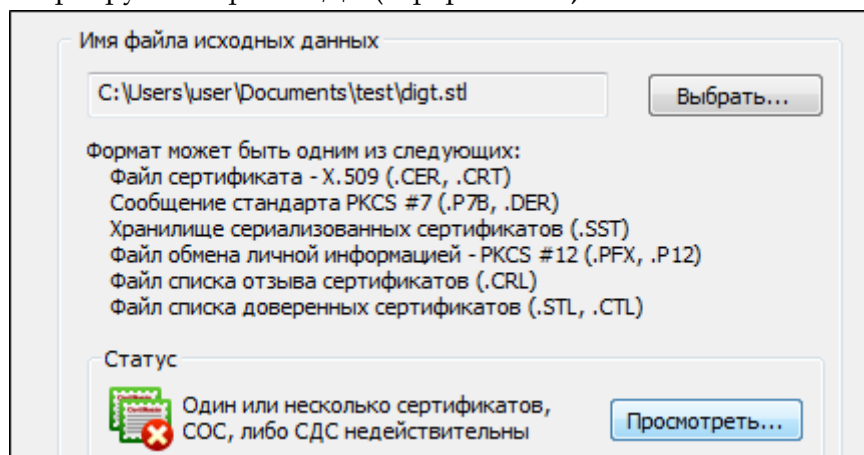 Имя файла исходных данных
C:\Users\user\Documents\test\digt.stl
Выбрать...
Формат может быть одним из следующих:
Файл сертификата - X.509 (.CER, .CRT)
Сообщение стандарта PKCS #7 (.P7B, .DER)
Хранилище сериализованных сертификатов (.SST)
Файл обмена личной информацией - PKCS #12 (.PFX, .P12)
Файл списка отзыва сертификатов (.CRL)
Файл списка доверенных сертификатов (.STL, .CTL)
Статус
Один или несколько сертификатов,
СОС, либо СДС недействительны
Просмотреть...